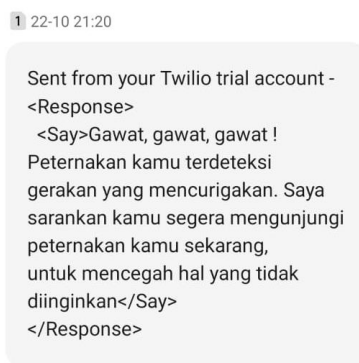 1 22-10 21:20
Sent from your Twilio trial account -
<Response>
<Say>Gawat, gawat, gawat !
Peternakan kamu terdeteksi
gerakan yang mencurigakan. Saya
sarankan kamu segera mengunjungi
peternakan kamu sekarang,
untuk mencegah hal yang tidak
diinginkan</Say>
</Response>